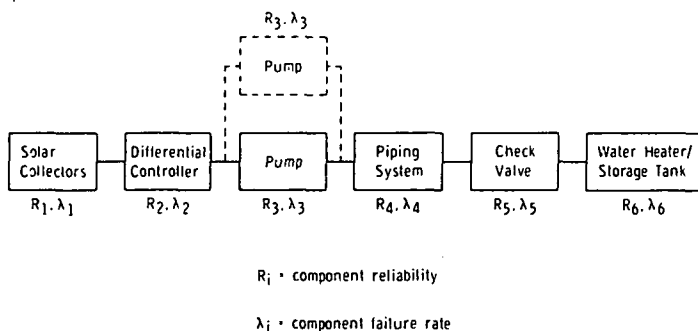 R3. λ3
Pump
Solar
Collectors
Differential
Controller
Pump
Piping
System
Check
Valve
Water Heater/
Storage Tank
R1. λ1
R2. λ2
R3. λ3
R4. λ4
R5. λ5
R6. λ6
Ri = component reliability
λi = component failure rate